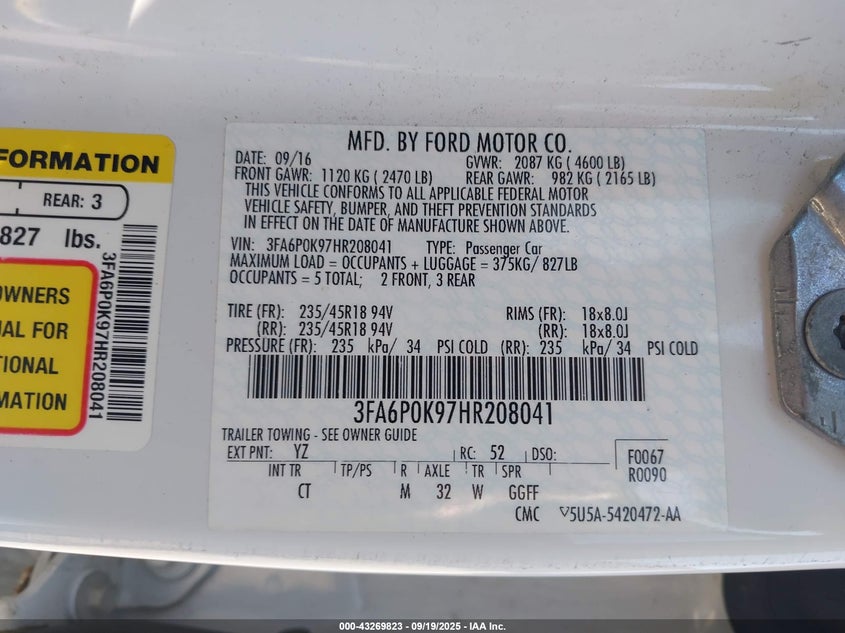 FORMATION
REAR: 3
827 lbs.
OWNERS
AL FOR
TIONAL
MATION
3FA6P0K97HR208041
MFD. BY FORD MOTOR CO.
DATE: 09/16 GVWR: 2087 KG ( 4600 LB)
FRONT GAWR: 1120 KG ( 2470 LB) REAR GAWR: 982 KG ( 2165 LB)
THIS VEHICLE CONFORMS TO ALL APPLICABLE FEDERAL MOTOR
VEHICLE SAFETY, BUMPER, AND THEFT PREVENTION STANDARDS
IN EFFECT ON THE DATE OF MANUFACTURE SHOWN ABOVE.
VIN: 3FA6P0K97HR208041 TYPE: Passenger Car
MAXIMUM LOAD = OCCUPANTS + LUGGAGE = 375KG/ 827LB
OCCUPANTS = 5 TOTAL; 2 FRONT, 3 REAR
TIRE (FR): 235/45R18 94V RIMS (FR): 18x8.0J
(RR): 235/45R18 94V (RR): 18x8.0J
PRESSURE (FR): 235 kPa/ 34 PSI COLD (RR): 235 kPa/ 34 PSI COLD
3FA6P0K97HR208041
TRAILER TOWING - SEE OWNER GUIDE
EXT PNT: YZ RC: 52 DSO: F0067
INT TR TP/PS R AXLE TR SPR R0090
CT M 32 W GGFF
CMC V5U5A-5420472-AA
000-43269823 / 09/19/2025 - IAA Inc.